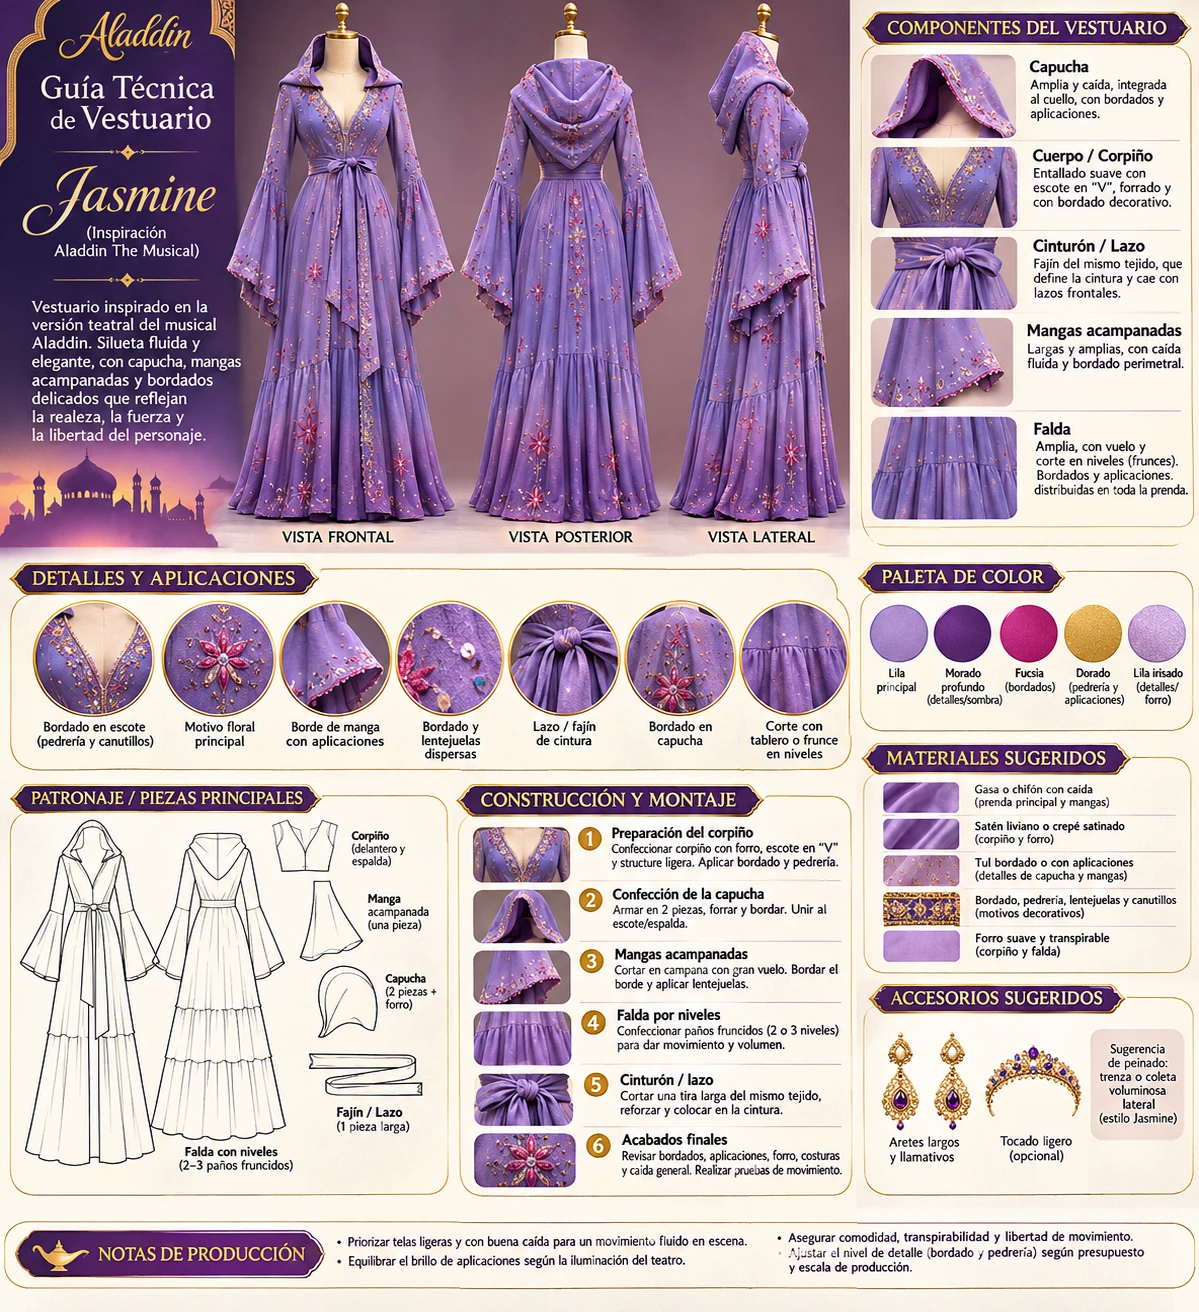 Aladdin
Guía Técnica
de Vestuario
Jasmine
(Inspiración
Aladdin The Musical)
Vestuario inspirado en la
versión teatral del musical
Aladdin. Silueta fluida y
elegante, con capucha, mangas
acampanadas y bordados
delicados que reflejan
la realeza, la fuerza y
la libertad del personaje.
VISTA FRONTAL
VISTA POSTERIOR
VISTA LATERAL
COMPONENTES DEL VESTUARIO
Capucha
Amplia y caída, integrada
al cuello, con bordados y
aplicaciones.
Cuerpo / Corpiño
Entallado suave con
escote en “V”, forrado y
con bordado decorativo.
Cinturón / Lazo
Fajín del mismo tejido, que
define la cintura y cae con
lazos frontales.
Mangas acampanadas
Largas y amplias, con caída
fluida y bordado perimetral.
Falda
Amplia, con vuelo y
corte en niveles (frunces).
Bordados y aplicaciones.
distribuidas en toda la prenda.
DETALLES Y APLICACIONES
Bordado en escote
(pedrería y canutillos)
Motivo floral
principal
Borde de manga
con aplicaciones
Bordado y
lentejuelas
dispersas
Lazo / fajín
de cintura
Bordado en
capucha
Corte con
tablero o frunce
en niveles
PALETA DE COLOR
Lila
principal
Morado
profundo
(detalles/sombra)
Fucsia
(bordados)
Dorado
(pedrería y
aplicaciones)
Lila irisado
(detalles/
forro)
PATRONAJE / PIEZAS PRINCIPALES
Corpiño
(delantero y
espalda)
Manga
acampanada
(una pieza)
Capucha
(2 piezas +
forro)
Fajín / Lazo
(1 pieza larga)
Falda con niveles
(2–3 paños fruncidos)
CONSTRUCCIÓN Y MONTAJE
1
Preparación del corpiño
Confeccionar corpiño con forro, escote en “V”
y structure ligera. Aplicar bordado y pedrería.
2
Confección de la capucha
Armar en 2 piezas, forrar y bordar. Unir al
escote/espalda.
3
Mangas acampanadas
Cortar en campana con gran vuelo. Bordar el
borde y aplicar lentejuelas.
4
Falda por niveles
Confeccionar paños fruncidos (2 o 3 niveles)
para dar movimiento y volumen.
5
Cinturón / lazo
Cortar una tira larga del mismo tejido,
reforzar y colocar en la cintura.
6
Acabados finales
Revisar bordados, aplicaciones, forro, costuras
y caída general. Realizar pruebas de movimiento.
MATERIALES SUGERIDOS
Gasa o chifón con caída
(prenda principal y mangas)
Satén liviano o crepé satinado
(corpiño y forro)
Tul bordado o con aplicaciones
(detalles de capucha y mangas)
Bordado, pedrería, lentejuelas y canutillos
(motivos decorativos)
Forro suave y transpirable
(corpiño y falda)
ACCESORIOS SUGERIDOS
Aretes largos
y llamativos
Tocado ligero
(opcional)
Sugerencia
de peinado:
trenza o coleta
voluminosa
lateral
(estilo Jasmine)
NOTAS DE PRODUCCIÓN
• Priorizar telas ligeras y con buena caída para un movimiento fluido en escena.
• Equilibrar el brillo de aplicaciones según la iluminación del teatro.
• Asegurar comodidad, transpirabilidad y libertad de movimiento.
• Ajustar el nivel de detalle (bordado y pedrería) según presupuesto
y escala de producción.